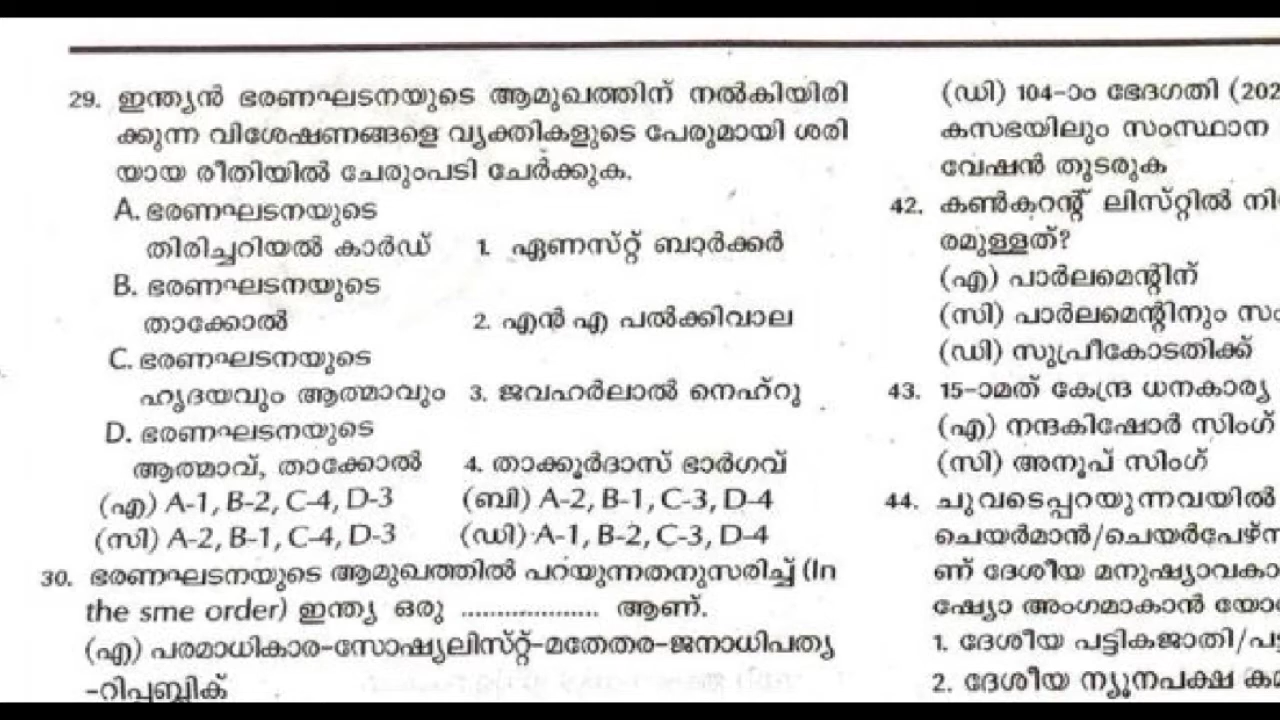 29. ഇന്ത്യൻ ഭരണഘടനയുടെ ആമുഖത്തിന് നൽകിയിരി
ക്കുന്ന വിശേഷണങ്ങളെ വ്യക്തികളുടെ പേരുമായി ശരി
യായ രീതിയിൽ ചേരുംപടി ചേർക്കുക.
A. ഭരണഘടനയുടെ
തിരിച്ചറിയൽ കാർഡ് 1. ഏണസ്റ്റ് ബാർക്കർ
B. ഭരണഘടനയുടെ
താക്കോൽ 2. എൻ എ പൽക്കിവാല
C. ഭരണഘടനയുടെ
ഹൃദയവും ആത്മാവും 3. ജവഹർലാൽ നെഹ്റു
D. ഭരണഘടനയുടെ
ആത്മാവ്, താക്കോൽ 4. താക്കൂർദാസ് ഭാർഗവ്
(എ) A-1, B-2, C-4, D-3 (ബി) A-2, B-1, C-3, D-4
(സി) A-2, B-1, C-4, D-3 (ഡി) A-1, B-2, C-3, D-4
30. ഭരണഘടനയുടെ ആമുഖത്തിൽ പറയുന്നതനുസരിച്ച് (In
the sme order) ഇന്ത്യ ഒരു .................... ആണ്.
(എ) പരമാധികാര-സോഷ്യലിസ്റ്റ്-മതേതര-ജനാധിപത്യ
-റിപ്പബ്ലിക്
(ഡി) 104-ാം ഭേദഗതി (202
കസഭയിലും സംസ്ഥാന
വേഷൻ തുടരുക
42. കൺകറന്റ് ലിസ്റ്റിൽ നി
രമുള്ളത്?
(എ) പാർലമെന്റിന്
(സി) പാർലമെന്റിനും സം
(ഡി) സുപ്രീകോടതിക്ക്
43. 15-ാമത് കേന്ദ്ര ധനകാര്യ
(എ) നന്ദകിഷോർ സിംഗ്
(സി) അനൂപ് സിംഗ്
44. ചുവടെപ്പറയുന്നവയിൽ
ചെയർമാൻ/ചെയർപേഴ്സ
ണ് ദേശീയ മനുഷ്യാവകാ
ഷ്യോ അംഗമാകാൻ യോ
1. ദേശീയ പട്ടികജാതി/പട്ട
2. ദേശീയ ന്യൂനപക്ഷ കമ